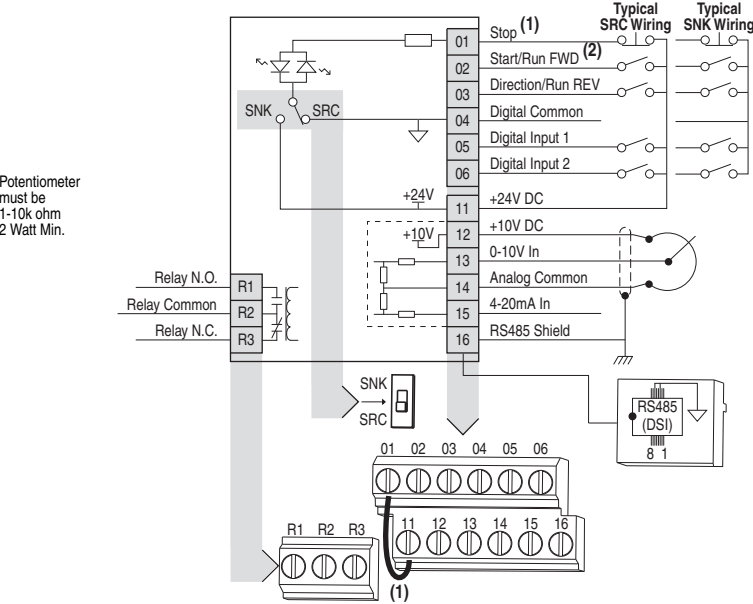 Typical
SRC Wiring
Typical
SNK Wiring
Potentiometer
must be
1-10k ohm
2 Watt Min.
SNK
SRC
01
Stop
(1)
02
Start/Run FWD
(2)
03
Direction/Run REV
04
Digital Common
05
Digital Input 1
06
Digital Input 2
+24V
11
+24V DC
+10V
12
+10V DC
13
0-10V In
14
Analog Common
15
4-20mA In
16
RS485 Shield
Relay N.O.
R1
Relay Common
R2
Relay N.C.
R3
SNK
SRC
RS485
(DSI)
8 1
01 02 03 04 05 06
11 12 13 14 15 16
R1 R2 R3
(1)